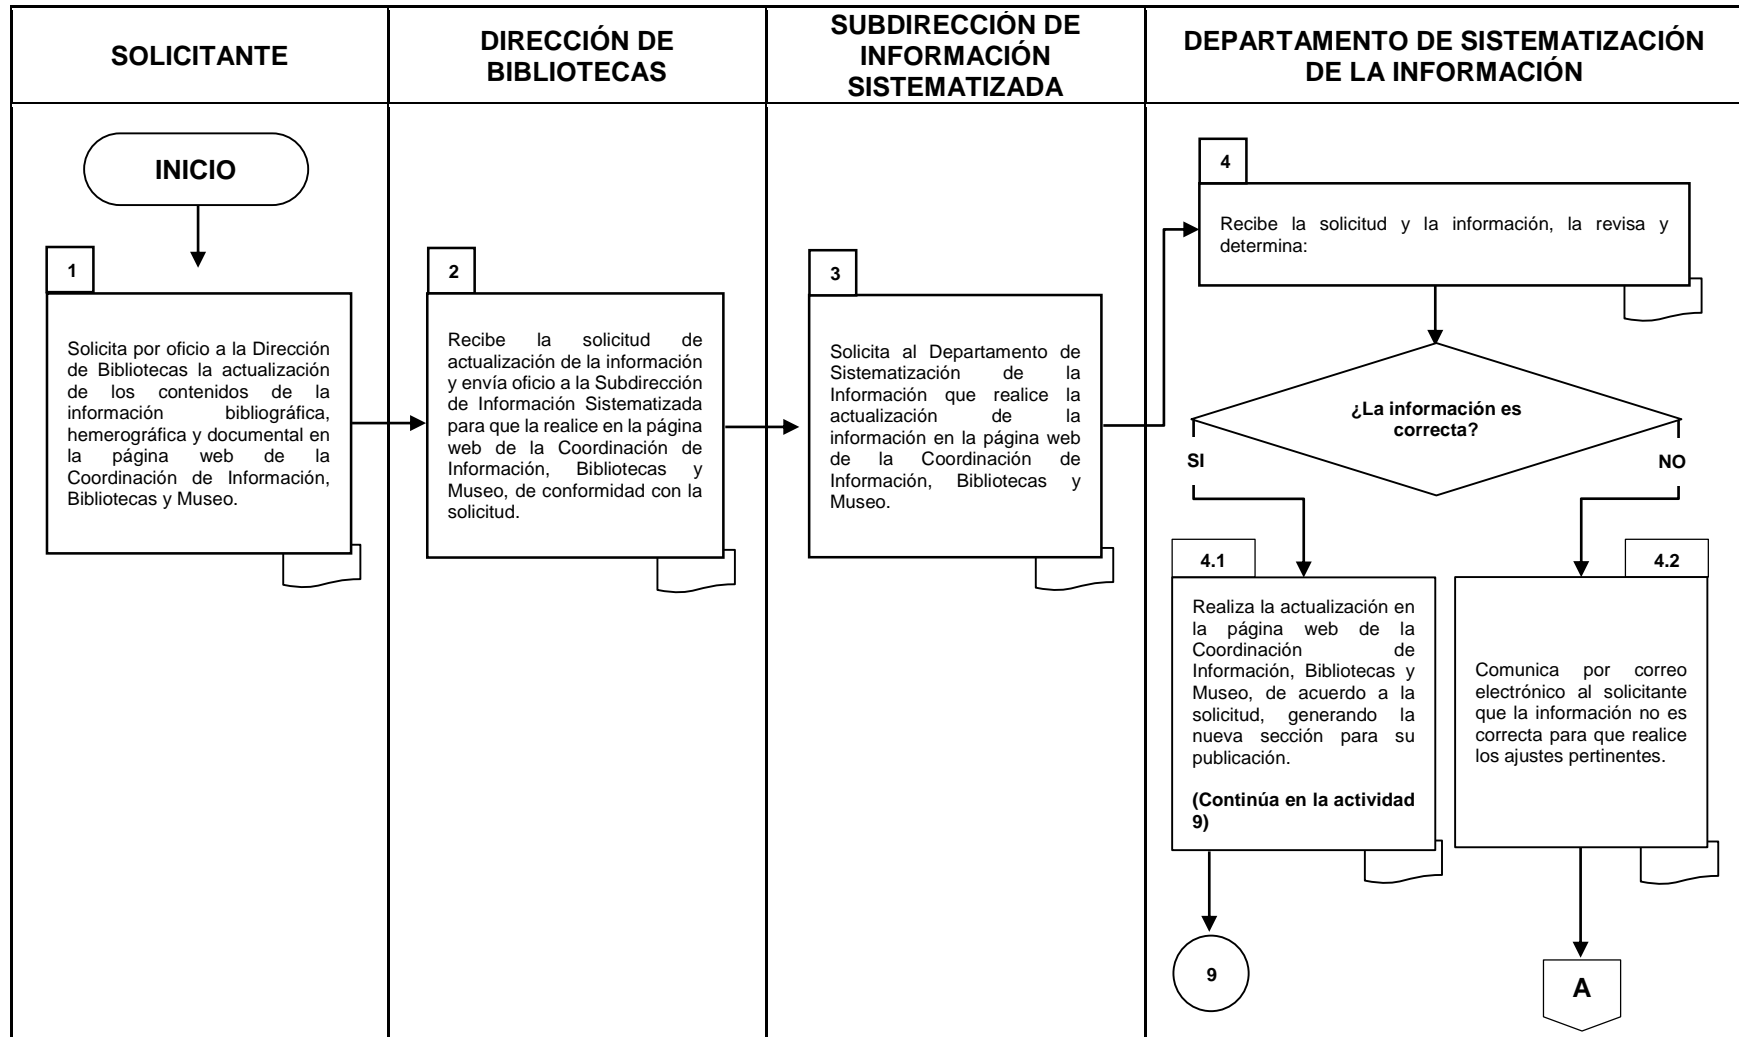 SOLICITANTE
DIRECCIÓN DE
BIBLIOTECAS
SUBDIRECCIÓN DE
INFORMACIÓN
SISTEMATIZADA
DEPARTAMENTO DE SISTEMATIZACIÓN
DE LA INFORMACIÓN
INICIO
1
Solicita por oficio a la Dirección
de Bibliotecas la actualización
de los contenidos de la
información bibliográfica,
hemerográfica y documental en
la página web de la
Coordinación de Información,
Bibliotecas y Museo.
2
Recibe la solicitud de
actualización de la información
y envía oficio a la Subdirección
de Información Sistematizada
para que la realice en la página
web de la Coordinación de
Información, Bibliotecas y
Museo, de conformidad con la
solicitud.
3
Solicita al Departamento de
Sistematización de la
Información que realice la
actualización de la
información en la página web
de la Coordinación de
Información, Bibliotecas y
Museo.
4
Recibe la solicitud y la información, la revisa y
determina:
¿La información es
correcta?
SI
NO
4.1
Realiza la actualización en
la página web de la
Coordinación de
Información, Bibliotecas y
Museo, de acuerdo a la
solicitud, generando la
nueva sección para su
publicación.
(Continúa en la actividad
9)
9
4.2
Comunica por correo
electrónico al solicitante
que la información no es
correcta para que realice
los ajustes pertinentes.
A